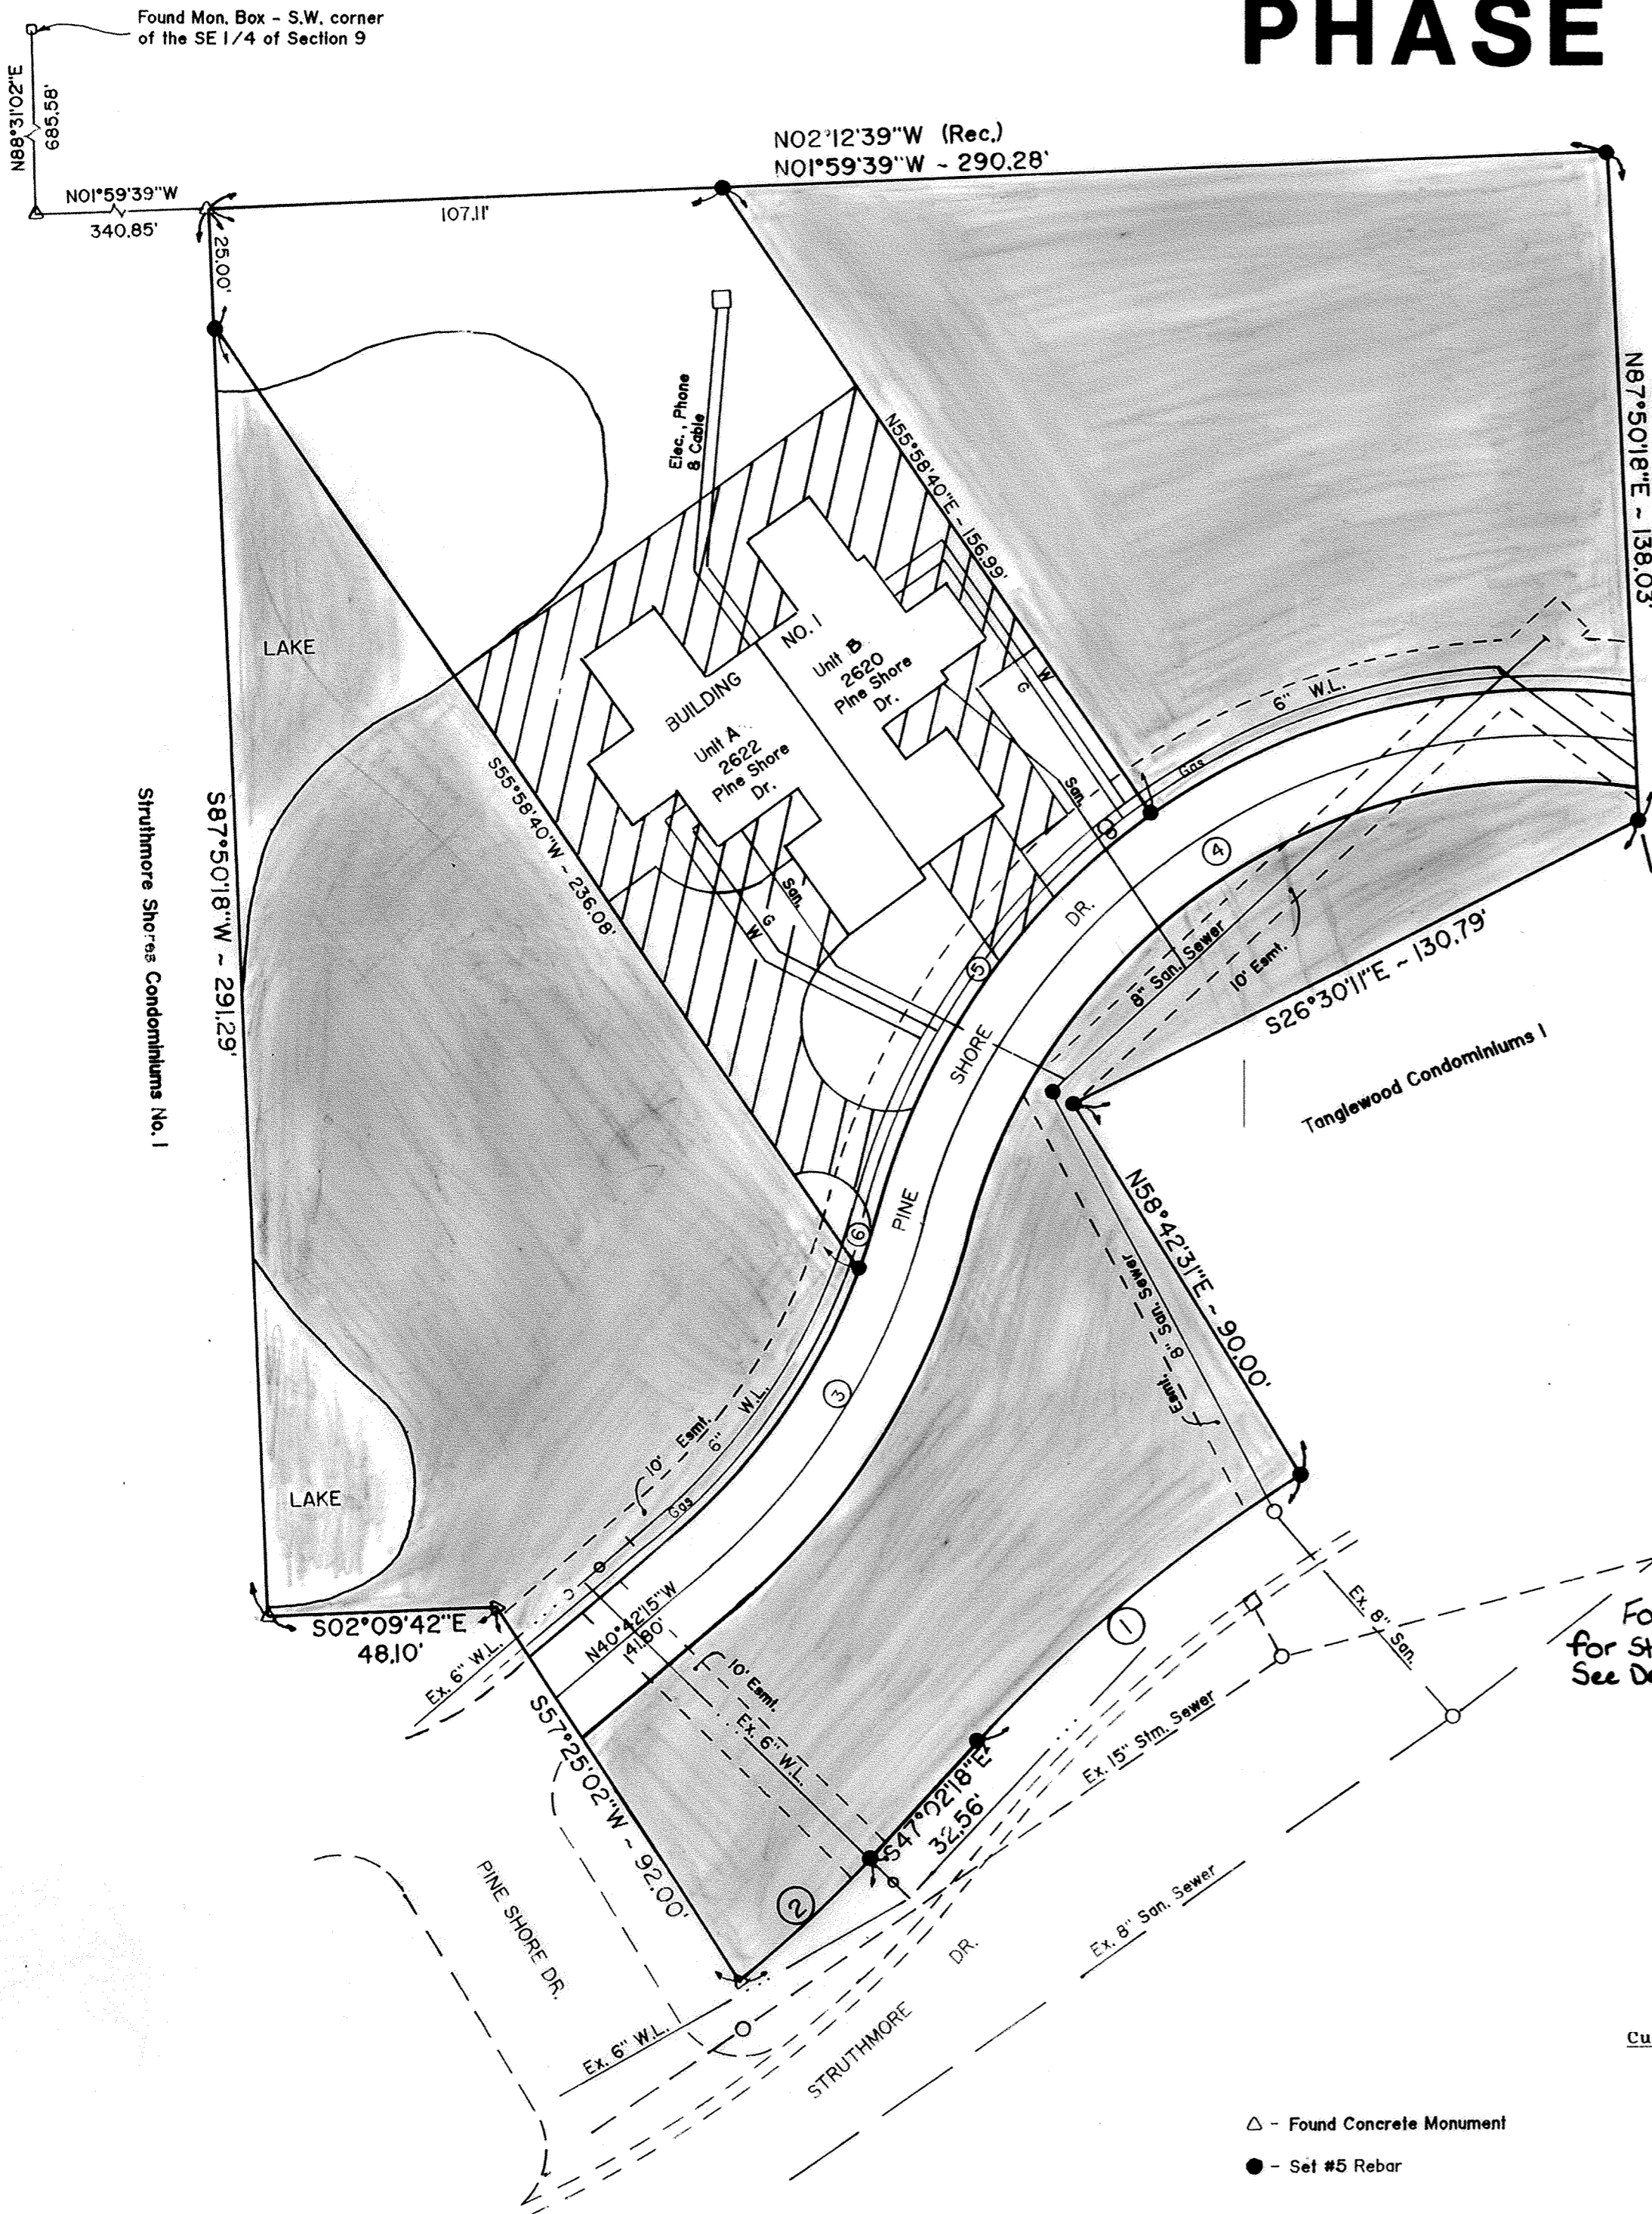 PHASE
Found Mon. Box - S.W. corner
of the SE 1/4 of Section 9
N88°31'02"E
685.58'
N02°12'39"W (Rec.)
N01°59'39"W ~ 290.28'
N01°59'39"W
340.85'
107.11'
25.00'
Elec., Phone
& Cable
N55°58'40"E ~ 156.99'
N87°50'18"E ~ 138.03'
LAKE
BUILDING
NO. 1
Unit A
2622
Pine Shore
Dr.
Unit B
2620
Pine Shore
Dr.
G
W
San.
G
W
San.
6" W.L.
Gas
S55°58'40"W ~ 236.08'
S87°50'18"W ~ 291.29'
Struthmore Shores Condominiums No. 1
4
5
6
3
PINE
SHORE
DR.
8" San. Sewer
10' Esmt.
S26°30'11"E ~ 130.79'
Tanglewood Condominiums I
N58°42'31"E ~ 90.00'
8" San. Sewer
Esmt.
10' Esmt.
6" W.L.
Gas
LAKE
S02°09'42"E
48.10'
N40°42'15"W
41.80'
Ex. 6" W.L.
10' Esmt.
Ex. 6" W.L.
1
Ex. 8" San.
Fo
for St
See De
S57°25'02"W ~ 92.00'
S47°02'18"E
32.56'
Ex. 15" Stm. Sewer
2
PINE SHORE DR.
Ex. 8" San. Sewer
Ex. 6" W.L.
STRUTHMORE
DR.
Cu
△ - Found Concrete Monument
● - Set #5 Rebar